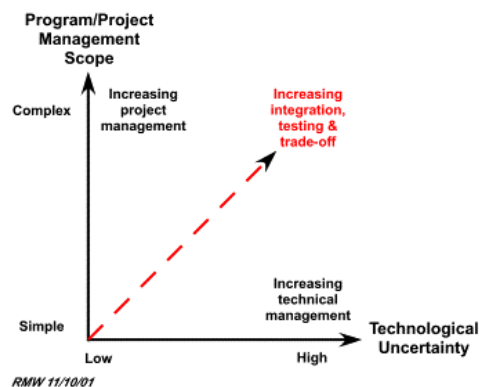 Program/Project
Management
Scope
Increasing
project
management
Increasing
integration,
testing &
trade-off
Complex
Increasing
technical
management
Simple
Technological
Uncertainty
Low
High
RMW 11/10/01